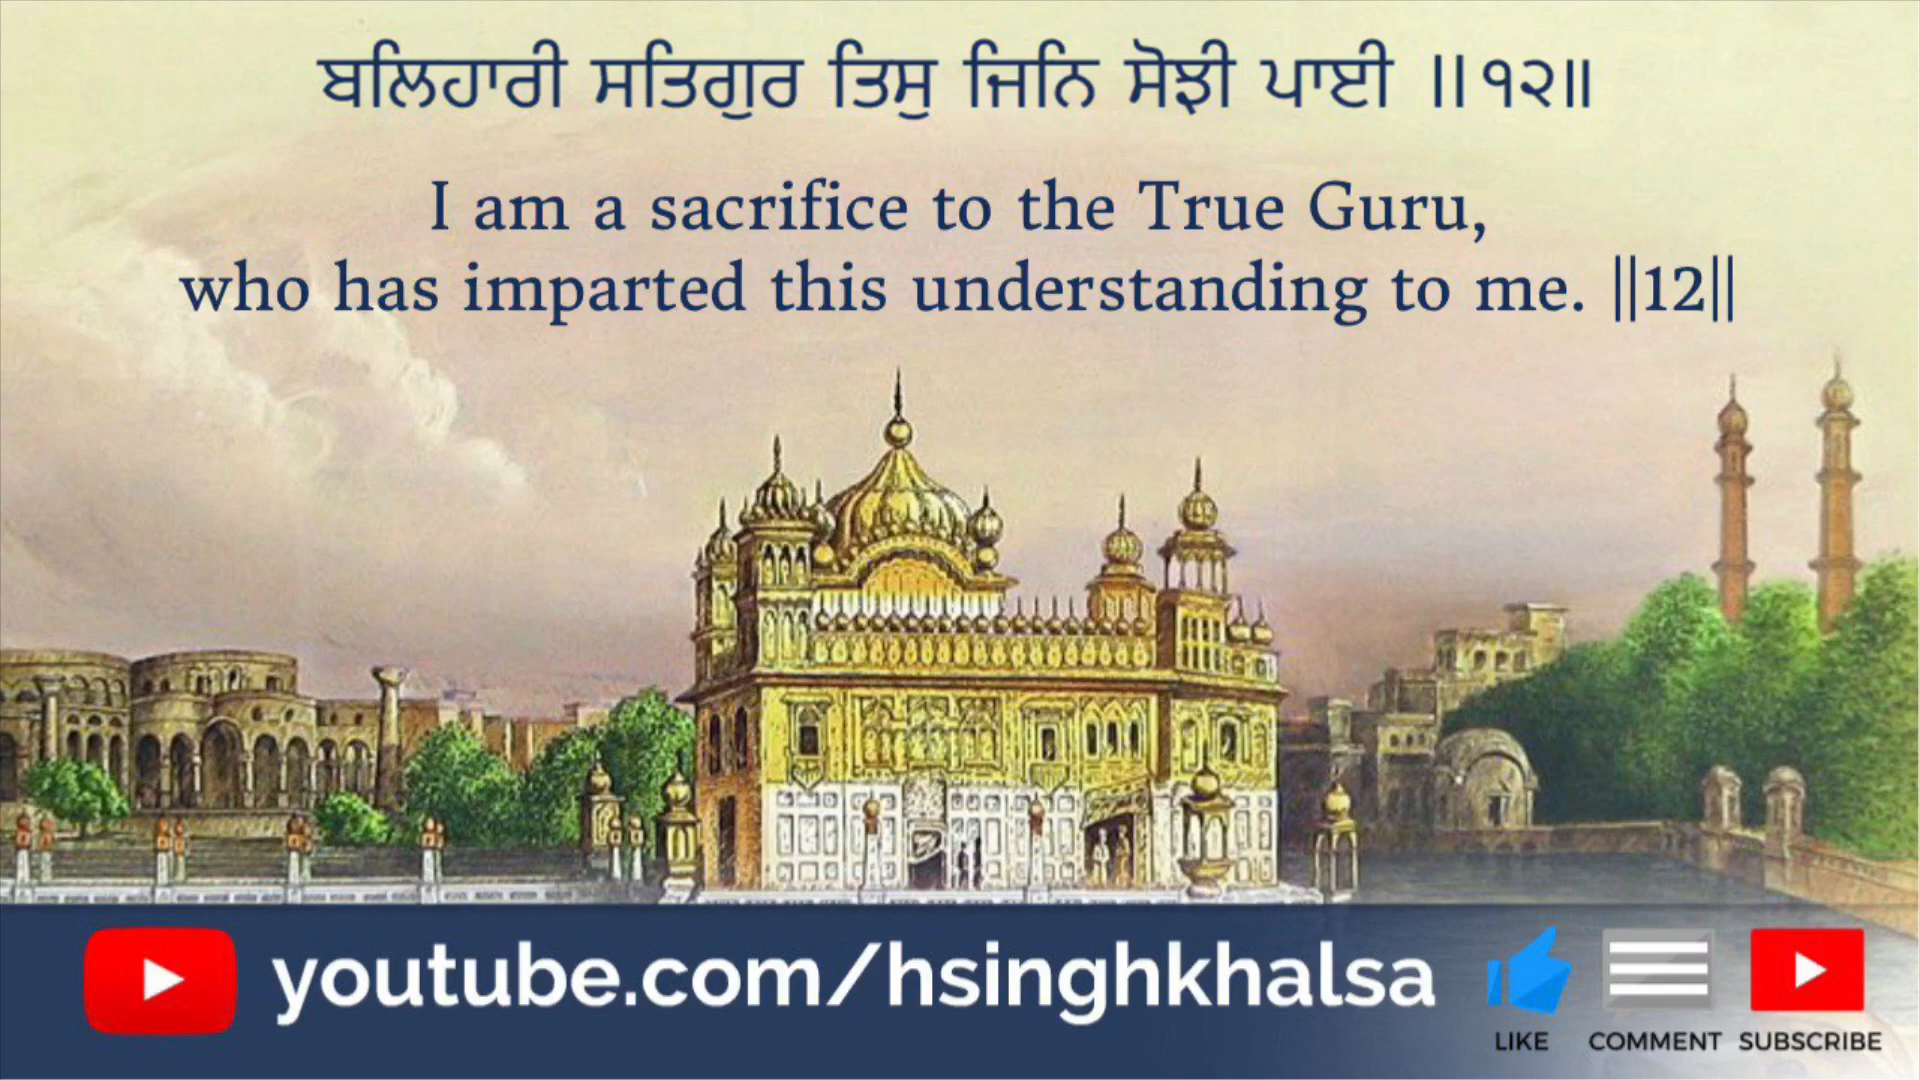 ਬਲਿਹਾਰੀ ਸਤਿਗੁਰ ਤਿਸੁ ਜਿਨਿ ਸੋਝੀ ਪਾਈ ॥੧੨॥
I am a sacrifice to the True Guru,
who has imparted this understanding to me. ||12||
youtube.com/hsinghkhalsa
LIKE COMMENT SUBSCRIBE